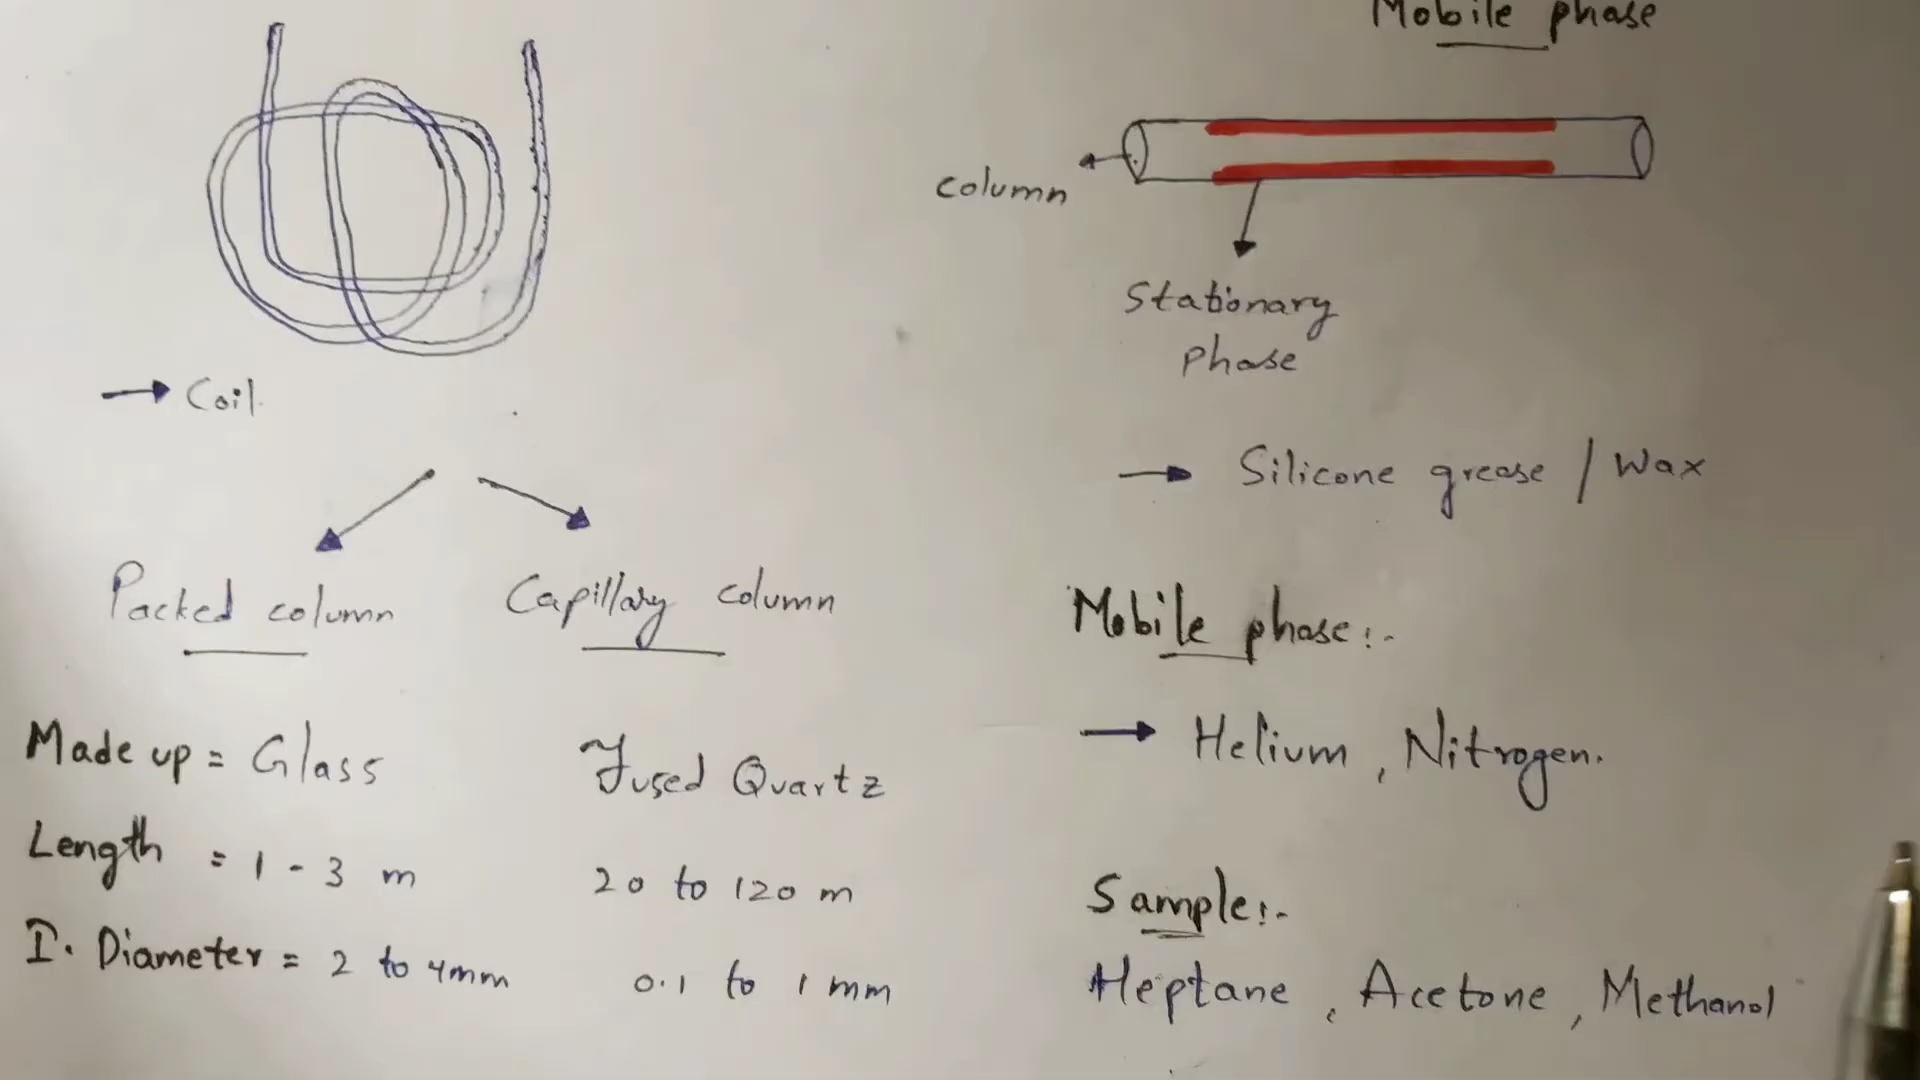 Mobile phase
column
Stationary
phase
→ Coil.
→ Silicone grease / Wax
Packed column
Capillary column
Mobile phase:-
→ Helium, Nitrogen.
Made up = Glass
Fused Quartz
Length = 1 - 3 m
20 to 120 m
I. Diameter = 2 to 4mm
0.1 to 1 mm
Sample:-
Heptane, Acetone, Methanol